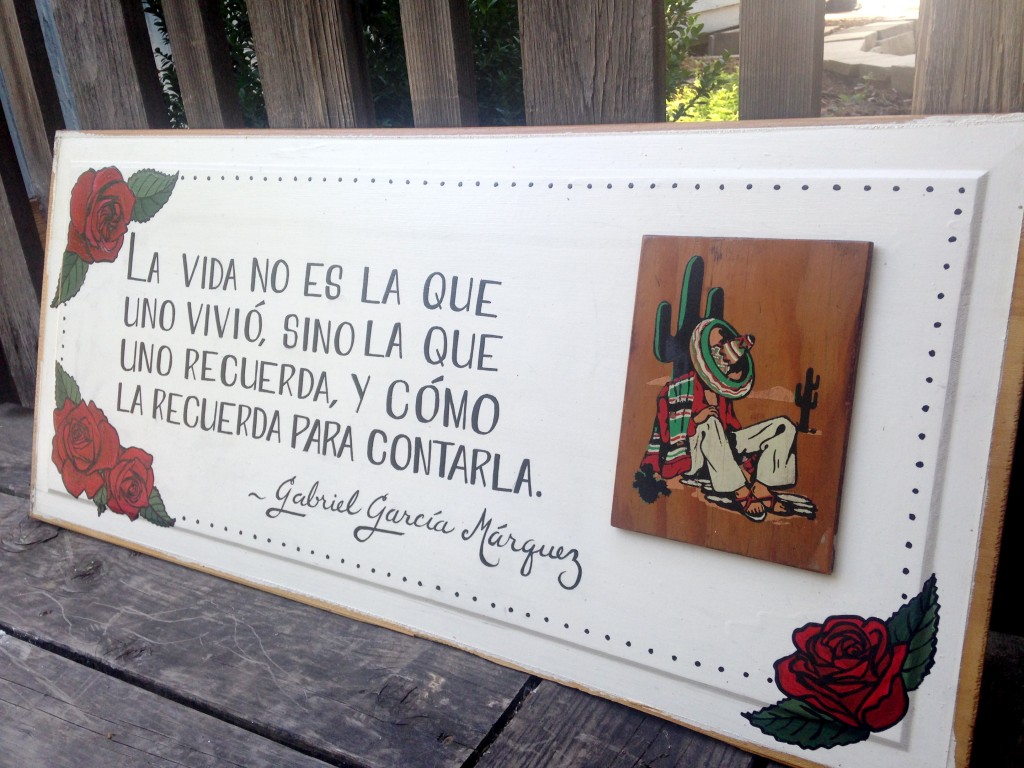 LA VIDA NO ES LA QUE
UNO VIVIÓ, SINO LA QUE
UNO RECUERDA, Y CÓMO
LA RECUERDA PARA CONTARLA.
~ Gabriel García Márquez